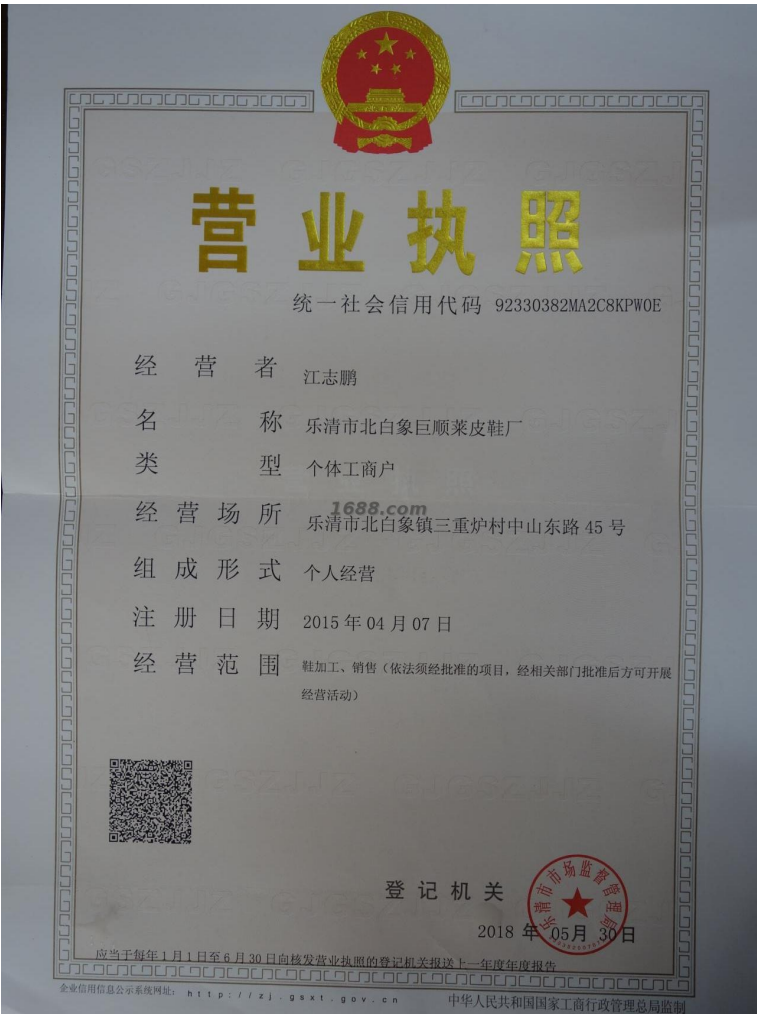 营业执照
统一社会信用代码 92330382MA2C8KPW0E
经营者 江志鹏
名称 乐清市北白象巨顺莱皮鞋厂
类型 个体工商户
1688.com
经营场所 乐清市北白象镇三重炉村中山东路 45 号
组成形式 个人经营
注册日期 2015 年 04 月 07 日
经营范围 鞋加工、销售（依法须经批准的项目，经相关部门批准后方可开展
经营活动）
乐清市市场监督管理局
登记机关
2018 年 05月 30日
应当于每年1月1日至6月30日向核发营业执照的登记机关报送上一年度年度报告
企业信用信息公示系统网址： http://zj.gsxt.gov.cn
中华人民共和国国家工商行政管理总局监制